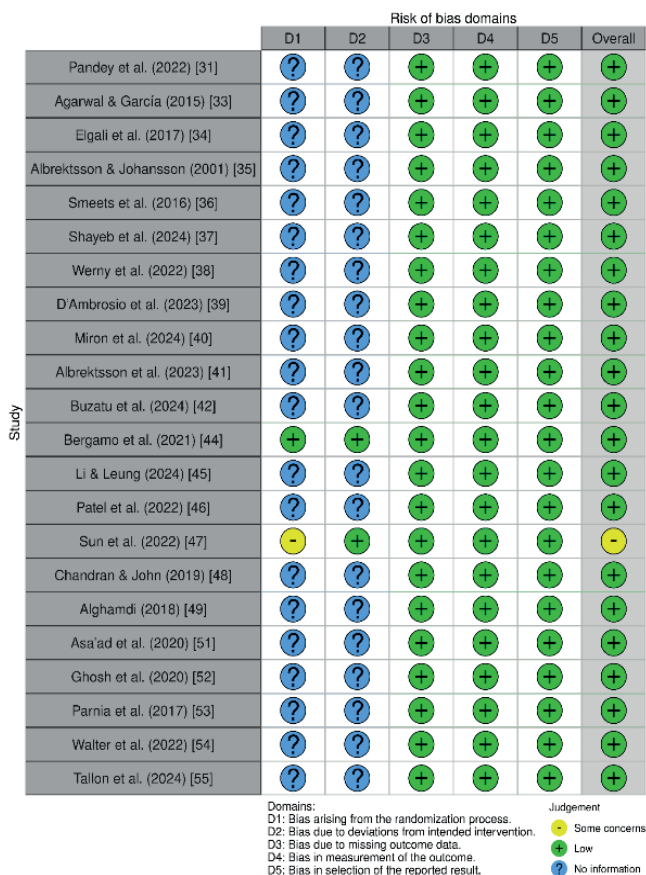 Risk of bias domains
D1 D2 D3 D4 D5 Overall
Pandey et al. (2022) [31] ? ? + + + +
Agarwal & García (2015) [33] ? ? + + + +
Elgali et al. (2017) [34] ? ? + + + +
Albrektsson & Johansson (2001) [35] ? ? + + + +
Smeets et al. (2016) [36] ? ? + + + +
Shayeb et al. (2024) [37] ? ? + + + +
Werny et al. (2022) [38] ? ? + + + +
D'Ambrosio et al. (2023) [39] ? ? + + + +
Miron et al. (2024) [40] ? ? + + + +
Albrektsson et al. (2023) [41] ? ? + + + +
Buzatu et al. (2024) [42] ? ? + + + +
Study
Bergamo et al. (2021) [44] + + + + + +
Li & Leung (2024) [45] ? ? + + + +
Patel et al. (2022) [46] ? ? + + + +
Sun et al. (2022) [47] - + + + + -
Chandran & John (2019) [48] ? ? + + + +
Alghamdi (2018) [49] ? ? + + + +
Asa'ad et al. (2020) [51] ? ? + + + +
Ghosh et al. (2020) [52] ? ? + + + +
Parnia et al. (2017) [53] ? ? + + + +
Walter et al. (2022) [54] ? ? + + + +
Tallon et al. (2024) [55] ? ? + + + +
Domains:
D1: Bias arising from the randomization process.
D2: Bias due to deviations from intended intervention.
D3: Bias due to missing outcome data.
D4: Bias in measurement of the outcome.
D5: Bias in selection of the reported result.
Judgement
- Some concerns
+ Low
? No information